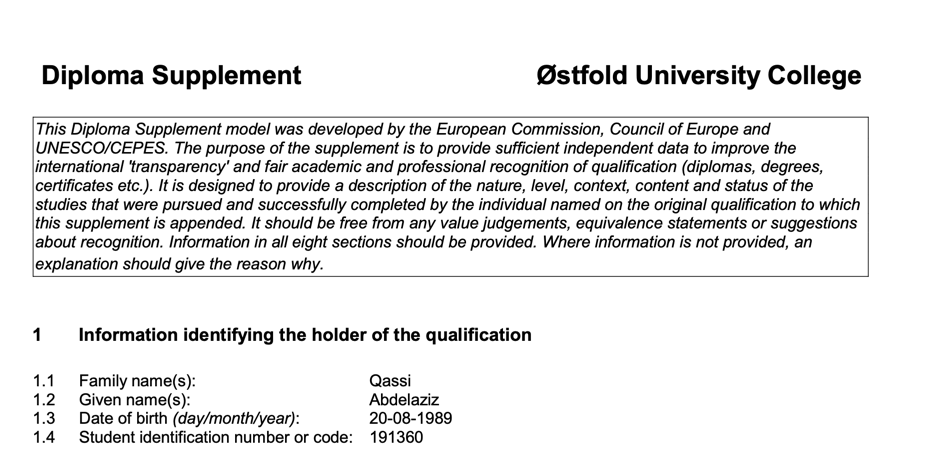 Diploma Supplement Østfold University College
This Diploma Supplement model was developed by the European Commission, Council of Europe and
UNESCO/CEPES. The purpose of the supplement is to provide sufficient independent data to improve the
international 'transparency' and fair academic and professional recognition of qualification (diplomas, degrees,
certificates etc.). It is designed to provide a description of the nature, level, context, content and status of the
studies that were pursued and successfully completed by the individual named on the original qualification to which
this supplement is appended. It should be free from any value judgements, equivalence statements or suggestions
about recognition. Information in all eight sections should be provided. Where information is not provided, an
explanation should give the reason why.
1 Information identifying the holder of the qualification
1.1 Family name(s): Qassi
1.2 Given name(s): Abdelaziz
1.3 Date of birth (day/month/year): 20-08-1989
1.4 Student identification number or code: 191360